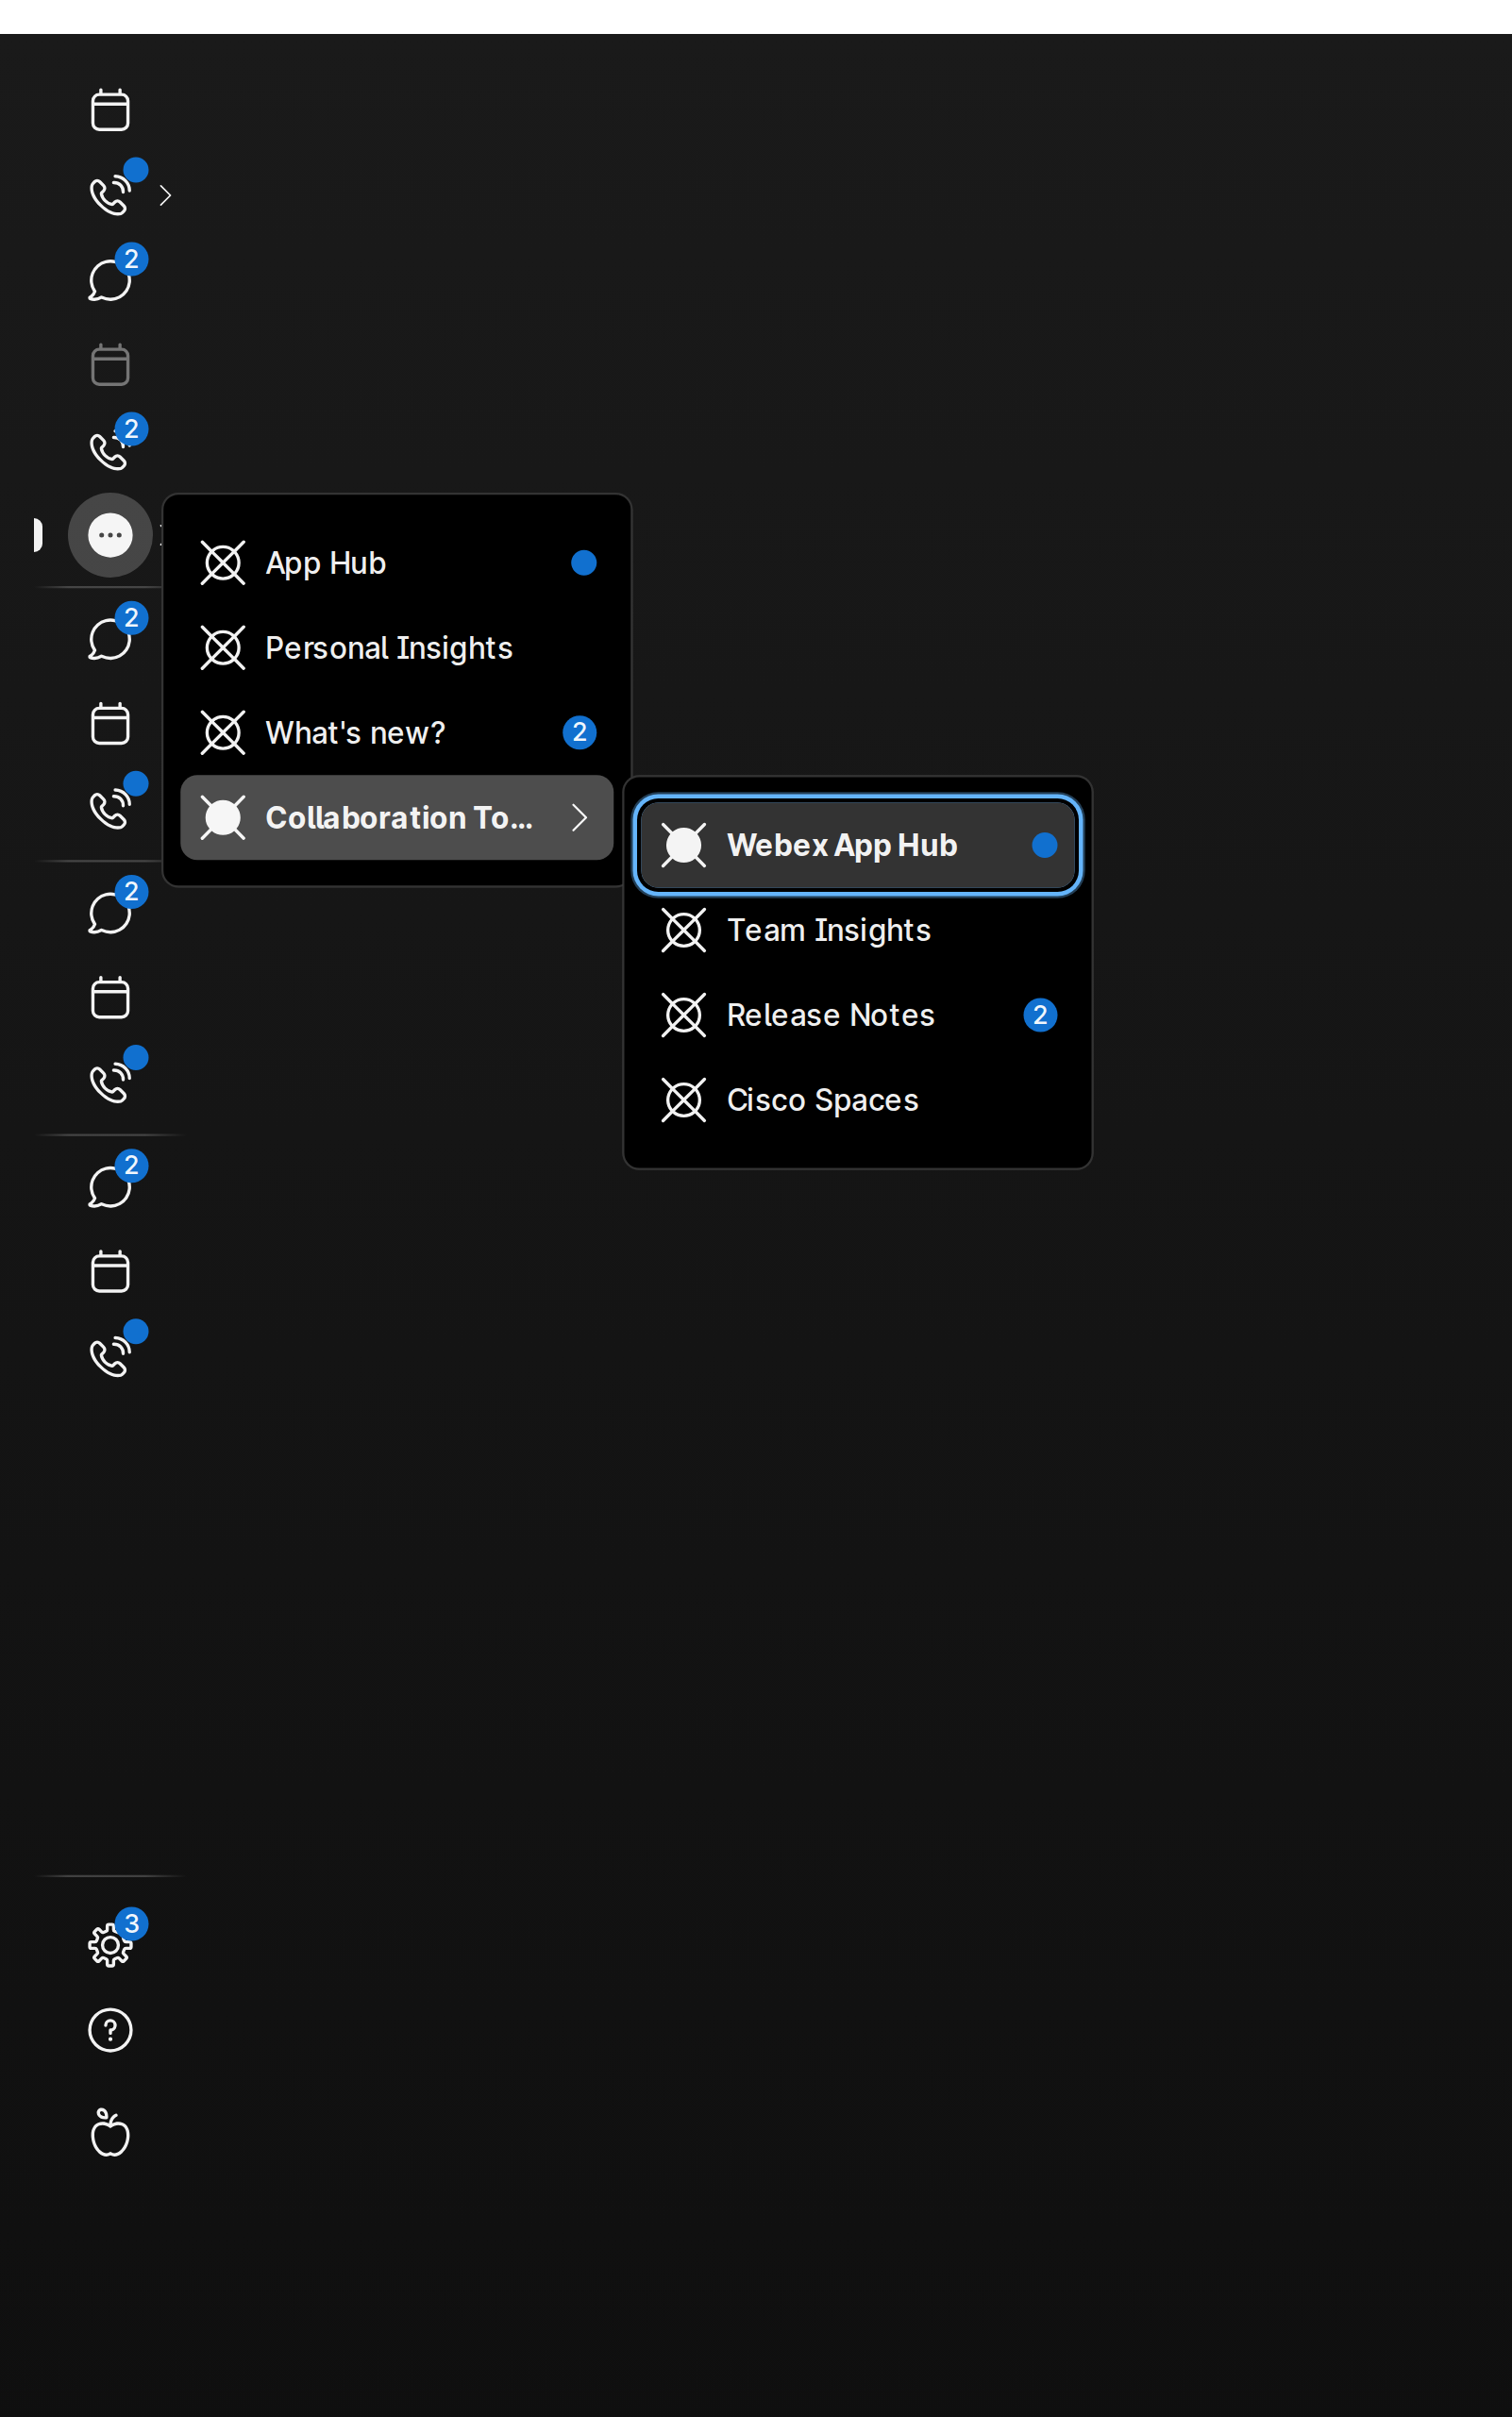 2
2
App Hub
2
Personal Insights
What's new? 2
Collaboration To...
Webex App Hub
2
Team Insights
Release Notes 2
Cisco Spaces
2
3
?